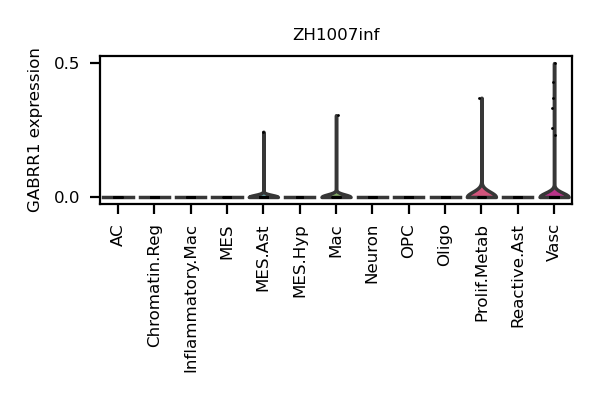 ZH1007inf
GABRR1 expression
0.5
0.0
AC
Chromatin.Reg
Inflammatory.Mac
MES
MES.Ast
MES.Hyp
Mac
Neuron
OPC
Oligo
Prolif.Metab
Reactive.Ast
Vasc